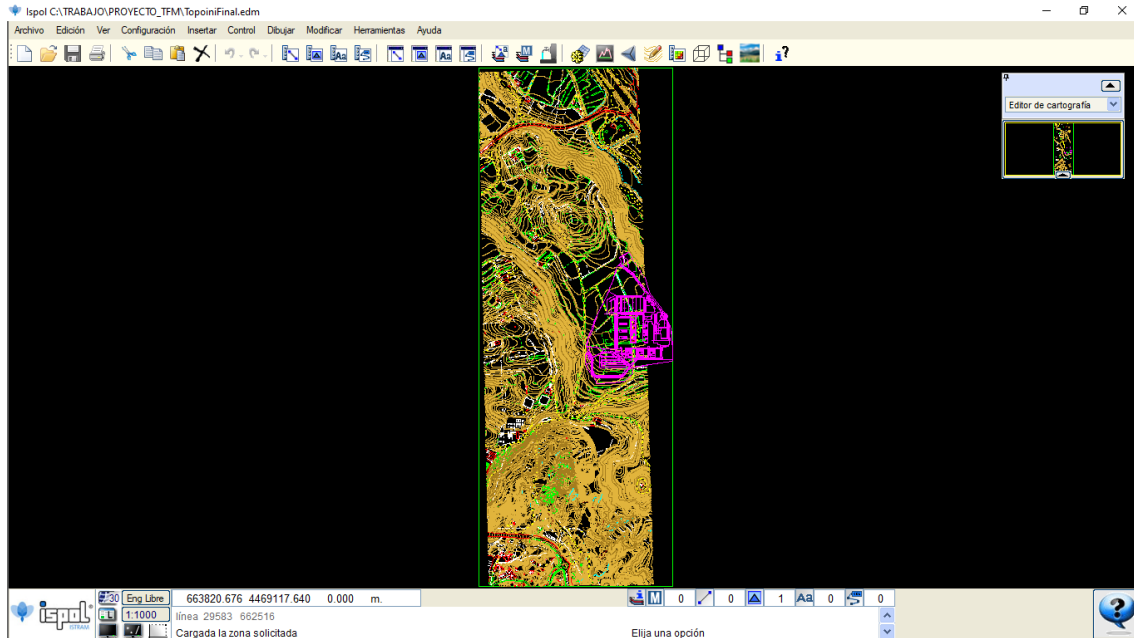 Ispol C:\TRABAJO\PROYECTO_TFM\TopoiniFinal.edm
Archivo Edición Ver Configuración Insertar Control Dibujar Modificar Herramientas Ayuda
Editor de cartografía
30 Eng Libre 663820.676 4469117.640 0.000 m. M 0 0 1 Aa 0 0
ispol ISTRAM
1:1000 línea 29583 662516
Cargada la zona solicitada Elija una opción